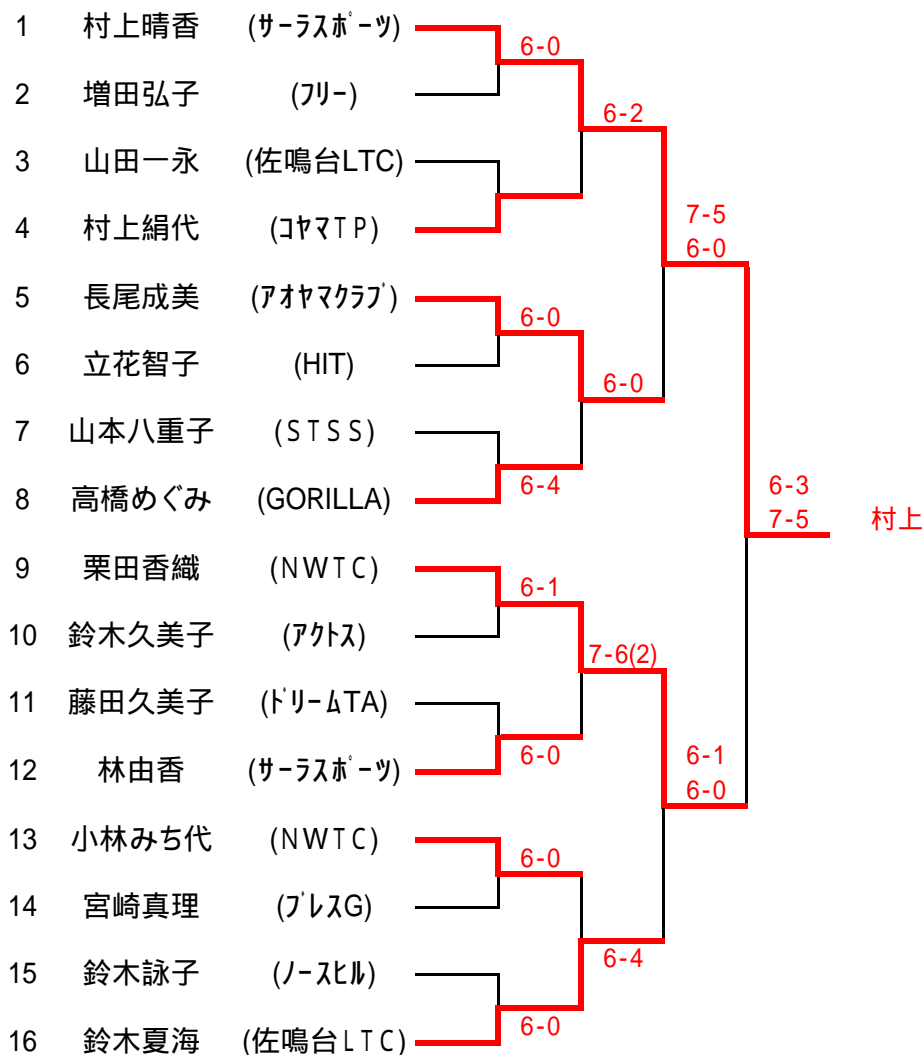 1 村上晴香 (サーラスポーツ)
6-0
2 増田弘子 (フリー)
6-2
3 山田一永 (佐鳴台LTC)
4 村上絹代 (コヤマTP)
7-5
6-0
5 長尾成美 (アオヤマクラブ)
6-0
6 立花智子 (HIT)
6-0
7 山本八重子 (STSS)
6-4
8 高橋めぐみ (GORILLA)
6-3
7-5 村上
9 栗田香織 (NWTC)
6-1
10 鈴木久美子 (アクトス)
7-6(2)
11 藤田久美子 (ドリームTA)
6-0
12 林由香 (サーラスポーツ)
6-1
6-0
13 小林みち代 (NWTC)
6-0
14 宮崎真理 (ブレスG)
6-4
15 鈴木詠子 (ノースヒル)
6-0
16 鈴木夏海 (佐鳴台LTC)